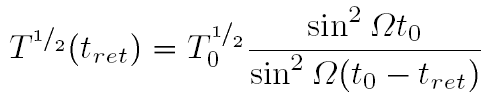 $T^{1/2}(t_{ret}) = T_0^{1/2} \frac{\sin^2 \Omega t_0}{\sin^2 \Omega (t_0 - t_{ret})}$